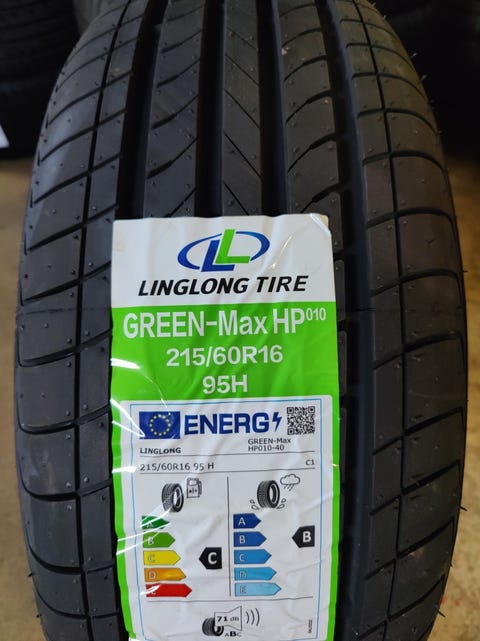 LINGLONG TIRE
GREEN-Max HP010
215/60R16
95H
ENERG
LINGLONG
GREEN-Max
HP010-40
215/60R16 95 H
C1
A
B
C
D
E
C
A
B
C
D
E
B
71 dB
ABC